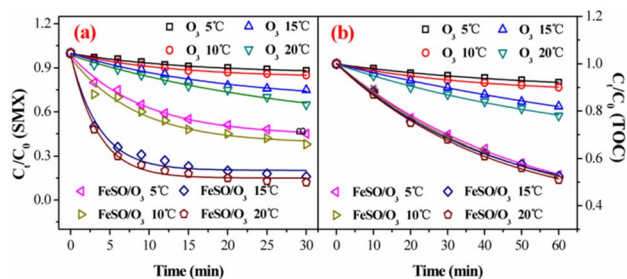 (a)
O₃ 5℃
O₃ 15℃
O₃ 10℃
O₃ 20℃
Cₜ/C₀ (SMX)
1.2
0.9
0.6
0.3
0.0
FeSO/O₃ 5℃
FeSO/O₃ 15℃
FeSO/O₃ 10℃
FeSO/O₃ 20℃
0 5 10 15 20 25 30
Time (min)
(b)
O₃ 5℃
O₃ 15℃
O₃ 10℃
O₃ 20℃
FeSO/O₃ 5℃
FeSO/O₃ 15℃
FeSO/O₃ 10℃
FeSO/O₃ 20℃
1.2
1.0
0.8
0.6
0.4
Cₜ/C₀ (TOC)
0 10 20 30 40 50 60
Time (min)